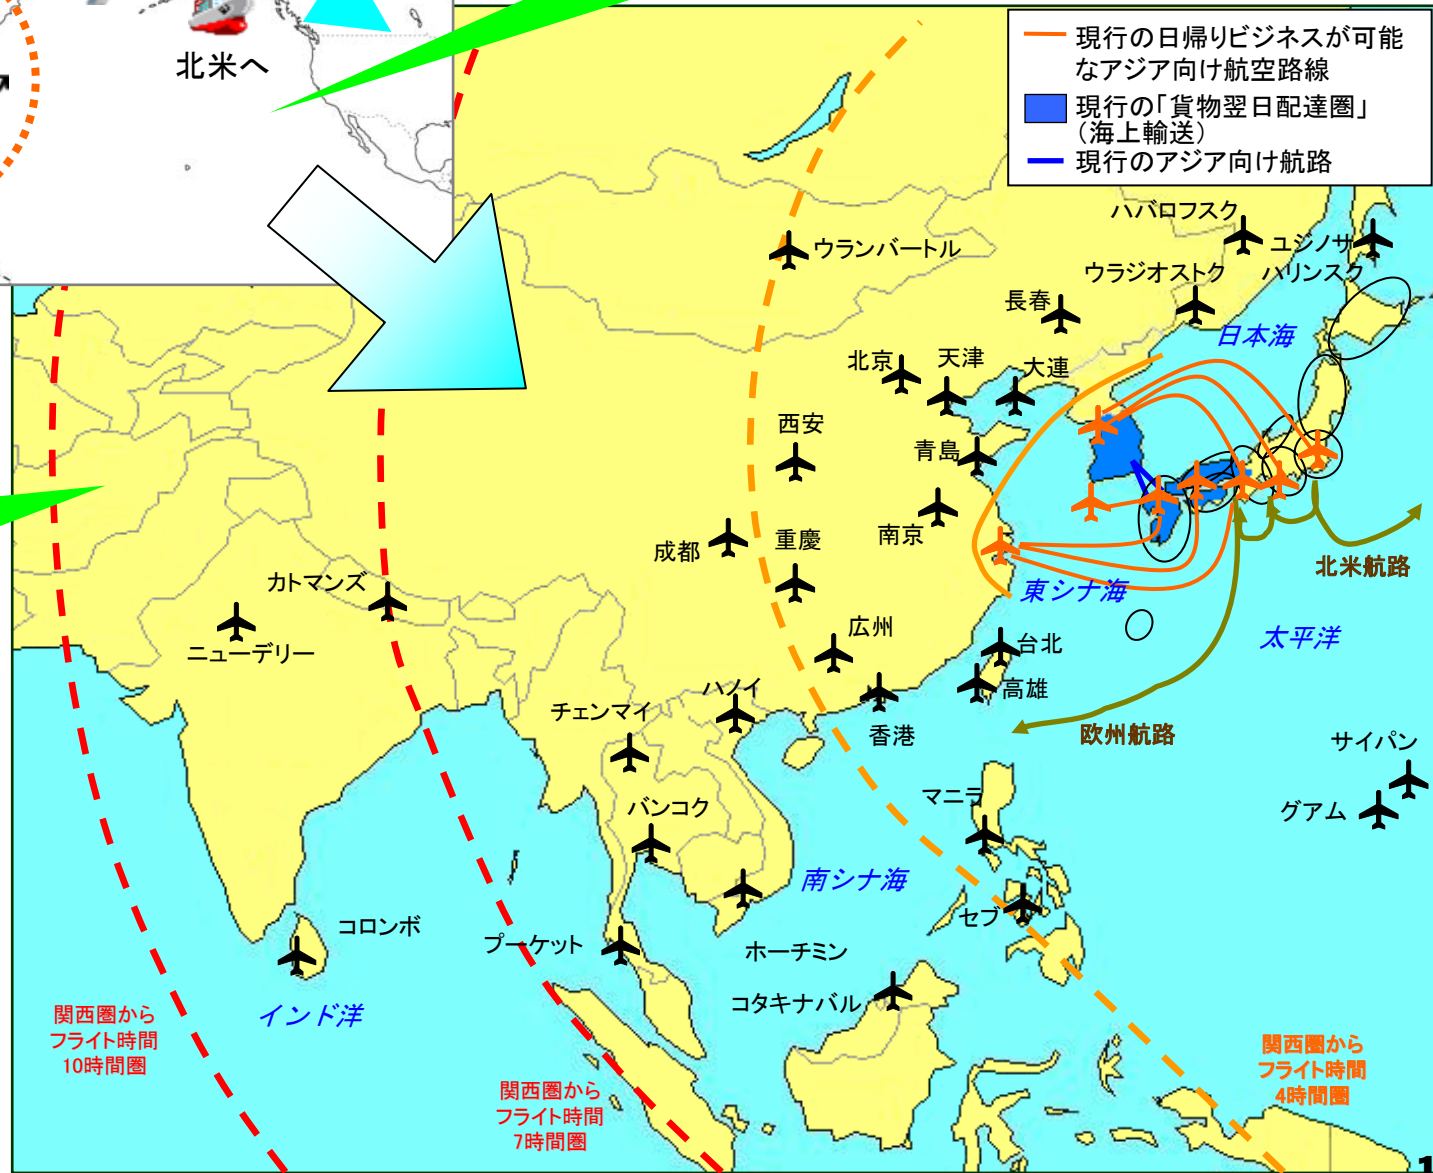 北米へ
現行の日帰りビジネスが可能
なアジア向け航空路線
現行の「貨物翌日配達圏」
（海上輸送）
現行のアジア向け航路
ハバロフスク
ウランバートル
ユジノサ
ハリンスク
ウラジオストク
長春
日本海
北京
天津
大連
西安
青島
南京
成都
重慶
北米航路
カトマンズ
東シナ海
広州
太平洋
ニューデリー
台北
高雄
ハノイ
チェンマイ
香港
欧州航路
サイパン
マニラ
バンコク
グアム
南シナ海
セブ
コロンボ
プーケット
ホーチミン
コタキナバル
インド洋
関西圏から
フライト時間
10時間圏
関西圏から
フライト時間
7時間圏
関西圏から
フライト時間
4時間圏
1